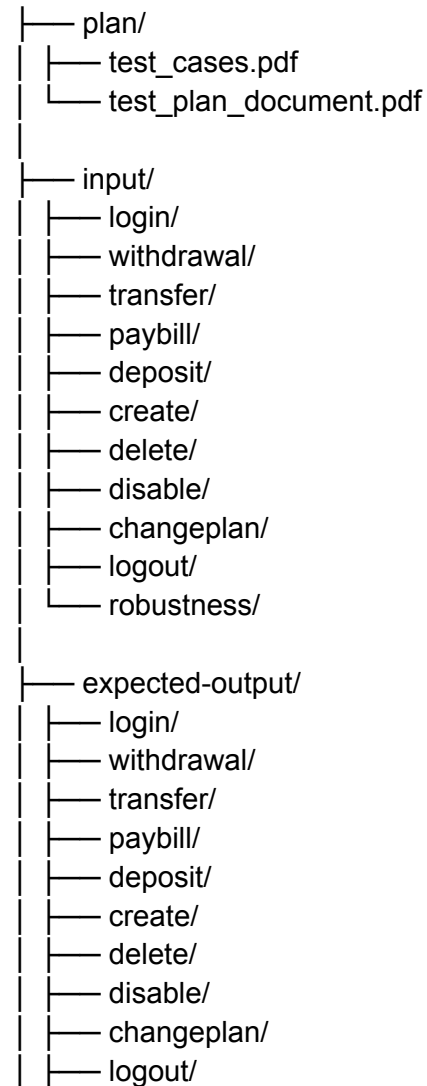 ├── plan/
│ ├── test_cases.pdf
│ └── test_plan_document.pdf
│
├── input/
│ ├── login/
│ ├── withdrawal/
│ ├── transfer/
│ ├── paybill/
│ ├── deposit/
│ ├── create/
│ ├── delete/
│ ├── disable/
│ ├── changeplan/
│ ├── logout/
│ └── robustness/
│
├── expected-output/
│ ├── login/
│ ├── withdrawal/
│ ├── transfer/
│ ├── paybill/
│ ├── deposit/
│ ├── create/
│ ├── delete/
│ ├── disable/
│ ├── changeplan/
│ ├── logout/